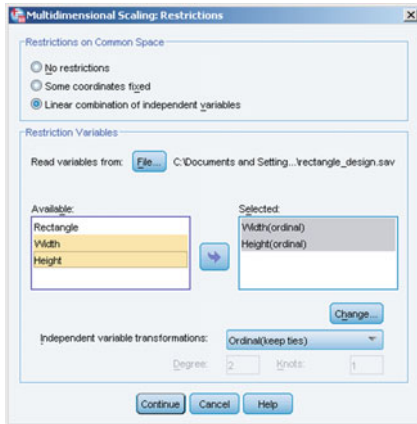 Multidimensional Scaling: Restrictions
Restrictions on Common Space
No restrictions
Some coordinates fixed
Linear combination of independent variables
Restriction Variables
Read variables from: File... C:\Documents and Setting...\rectangle_design.sav
Available: Selected:
Rectangle Width(ordinal)
Width Height(ordinal)
Height
Change...
Independent variable transformations: Ordinal(keep ties)
Degree: 2 Knots: 1
Continue Cancel Help